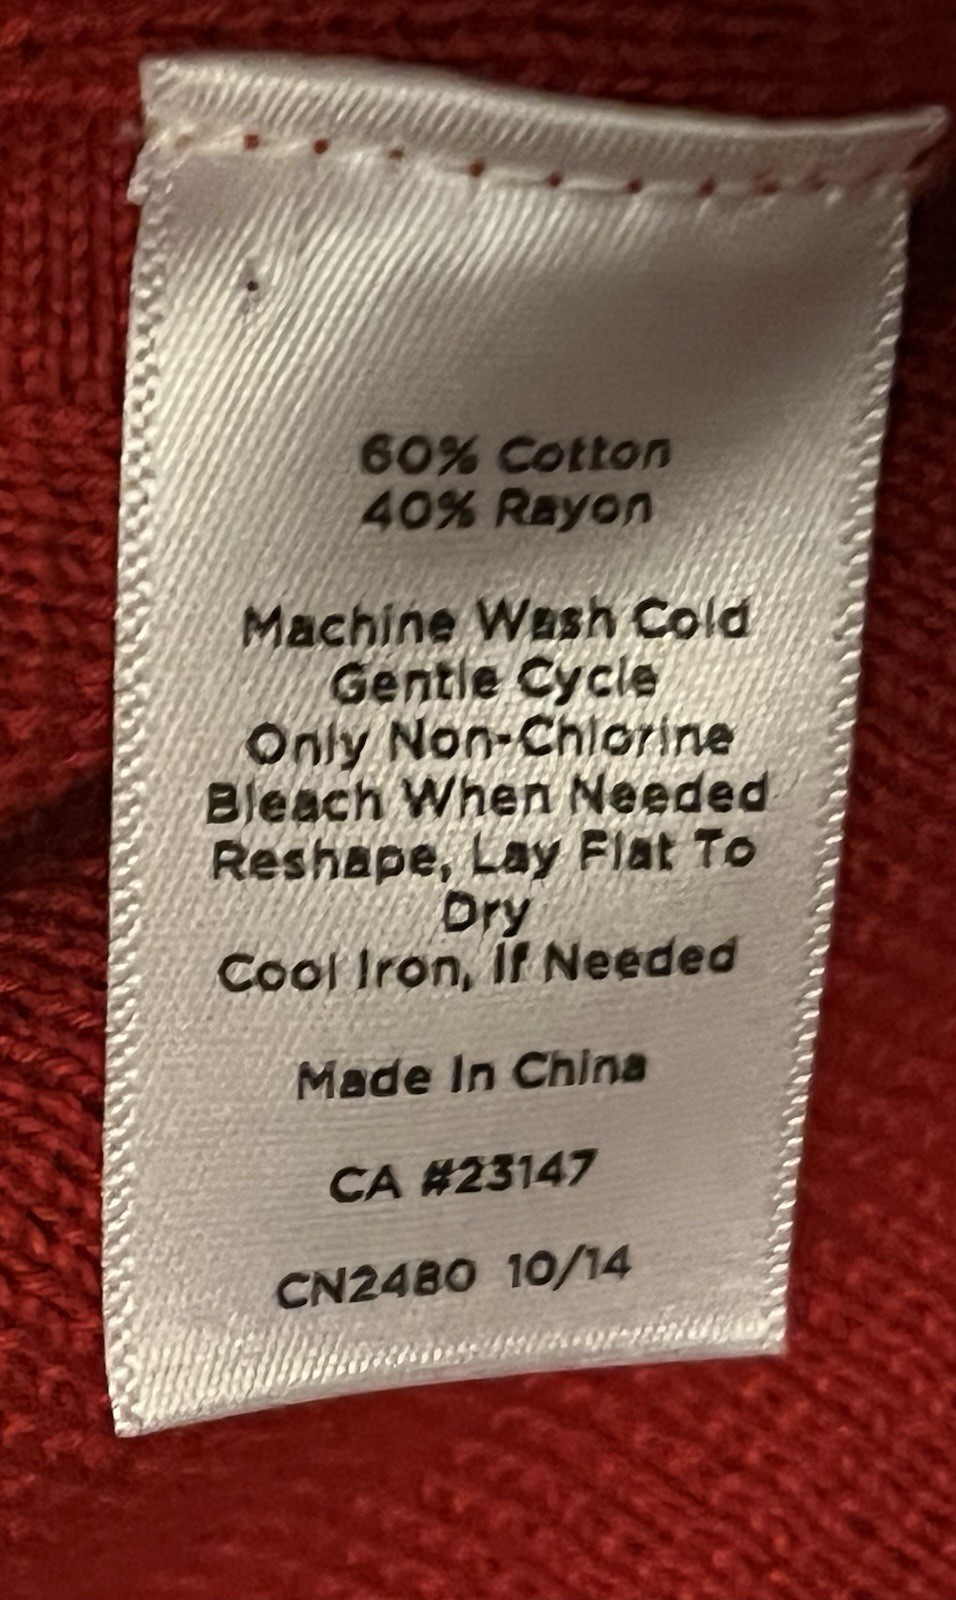 60% Cotton
40% Rayon
Machine Wash Cold
Gentle Cycle
Only Non-Chlorine
Bleach When Needed
Reshape, Lay Flat To
Dry
Cool Iron, If Needed
Made In China
CA #23147
CN2480 10/14